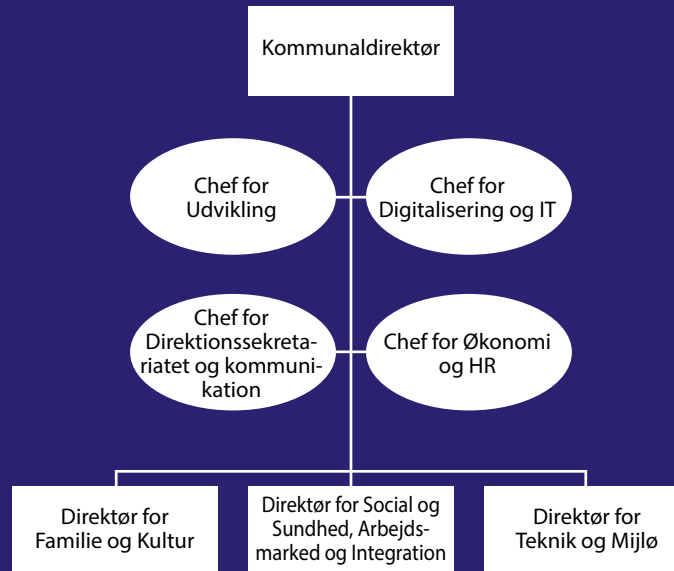 Kommunaldirektør
Chef for
Udvikling
Chef for
Digitalisering og IT
Chef for
Direktionssekreta-
riatet og kommuni-
kation
Chef for Økonomi
og HR
Direktør for
Familie og Kultur
Direktør for Social og
Sundhed, Arbejds-
marked og Integration
Direktør for
Teknik og Mijlø